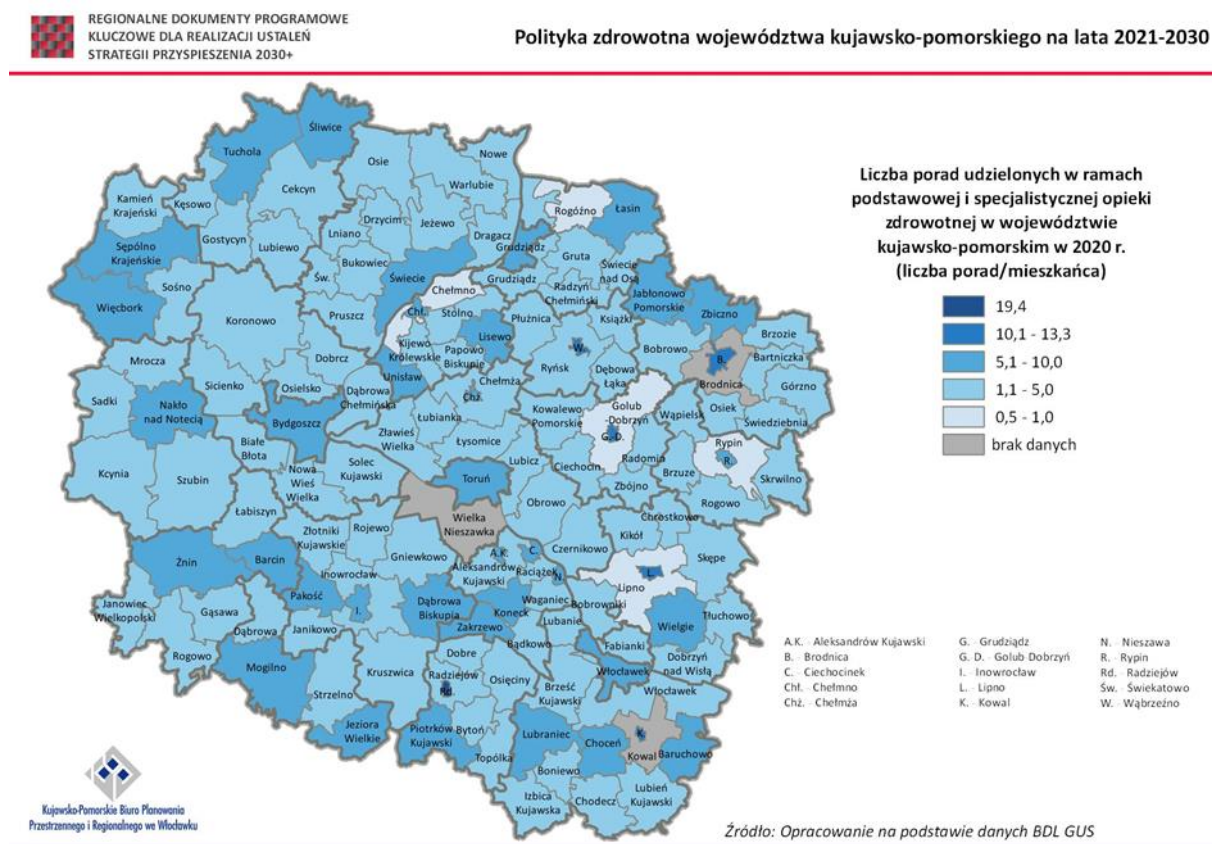 REGIONALNE DOKUMENTY PROGRAMOWE
KLUCZOWE DLA REALIZACJI USTALEŃ
STRATEGII PRZYSPIESZENIA 2030+
Polityka zdrowotna województwa kujawsko-pomorskiego na lata 2021-2030
Liczba porad udzielonych w ramach
podstawowej i specjalistycznej opieki
zdrowotnej w województwie
kujawsko-pomorskim w 2020 r.
(liczba porad/mieszkańca)
19,4
10,1 - 13,3
5,1 - 10,0
1,1 - 5,0
0,5 - 1,0
brak danych
Śliwice
Tuchola
Osie
Nowe
Warlubie
Cekcyn
Kamień
Krajeński
Kęsowo
Rogóźno
Łasin
Drzycim
Jeżewo
Lniano
Gostycyn
Lubiewo
Dragacz
Grudziądz
Sępólno
Krajeńskie
Bukowiec
Gruta
Świecie
nad Osą
Św.
Świecie
Grudziądz
Radzyń
Chełmiński
Jabłonowo
Pomorskie
Zbiczno
Sośno
Więcbork
Chełmno
Chł.
Stolno
Płużnica
Książki
Pruszcz
Koronowo
Lisewo
Brzozie
Bartniczka
Kijewo
Królewskie
Papowo
Biskupie
W.
Bobrowo
B.
Brodnica
Mrocza
Dobrcz
Unisław
Chełmża
Chż.
Ryńsk
Dębowa
Łąka
Górzno
Sicienko
Osielsko
Dąbrowa
Chełmińska
Sadki
Nakło
nad Notecią
Łubianka
Kowalewo
Pomorskie
Golub
-Dobrzyń
G.-D.
Wąpielsk
Osiek
Świedziebnia
Bydgoszcz
Zławieś
Wielka
Łysomice
Rypin
R.
Białe
Błota
Solec
Kujawski
Lubicz
Ciechocin
Radomin
Brzuze
Skrwilno
Kcynia
Szubin
Nowa
Wieś
Wielka
Toruń
Zbójno
Rogowo
Łabiszyn
Obrowo
Chrostkowo
Wielka
Nieszawka
Złotniki
Kujawskie
Rojewo
Kikół
Czernikowo
Gniewkowo
A.K.
C.
Skępe
Żnin
Barcin
Inowrocław
Aleksandrów
Kujawski
Raciążek
N.
L.
Lipno
Pakość
I.
Dąbrowa
Biskupia
Koneck
Waganiec
Bobrowniki
Tłuchowo
Janowiec
Wielkopolski
Gąsawa
Dąbrowa
Janikowo
Zakrzewo
Lubanie
Wielgie
Bądkowo
Fabianki
Rogowo
Dobre
Dobrzyń
nad Wisłą
Mogilno
Kruszwica
Radziejów
Rd.
Osięciny
Włocławek
Strzelno
Brześć
Kujawski
Włocławek
Jeziora
Wielkie
Piotrków
Kujawski
Bytoń
Lubraniec
Choceń
K.
Kowal
Baruchowo
Topólka
Boniewo
Izbica
Kujawska
Chodecz
Lubień
Kujawski
A.K. - Aleksandrów Kujawski
B. - Brodnica
C. - Ciechocinek
Chł. - Chełmno
Chż. - Chełmża
G. - Grudziądz
G. D. - Golub Dobrzyń
I. - Inowrocław
L. - Lipno
K. - Kowal
N. - Nieszawa
R. - Rypin
Rd. - Radziejów
Św. - Świekatowo
W. - Wąbrzeźno
Kujawsko-Pomorskie Biuro Planowania
Przestrzennego i Regionalnego we Włocławku
Źródło: Opracowanie na podstawie danych BDL GUS